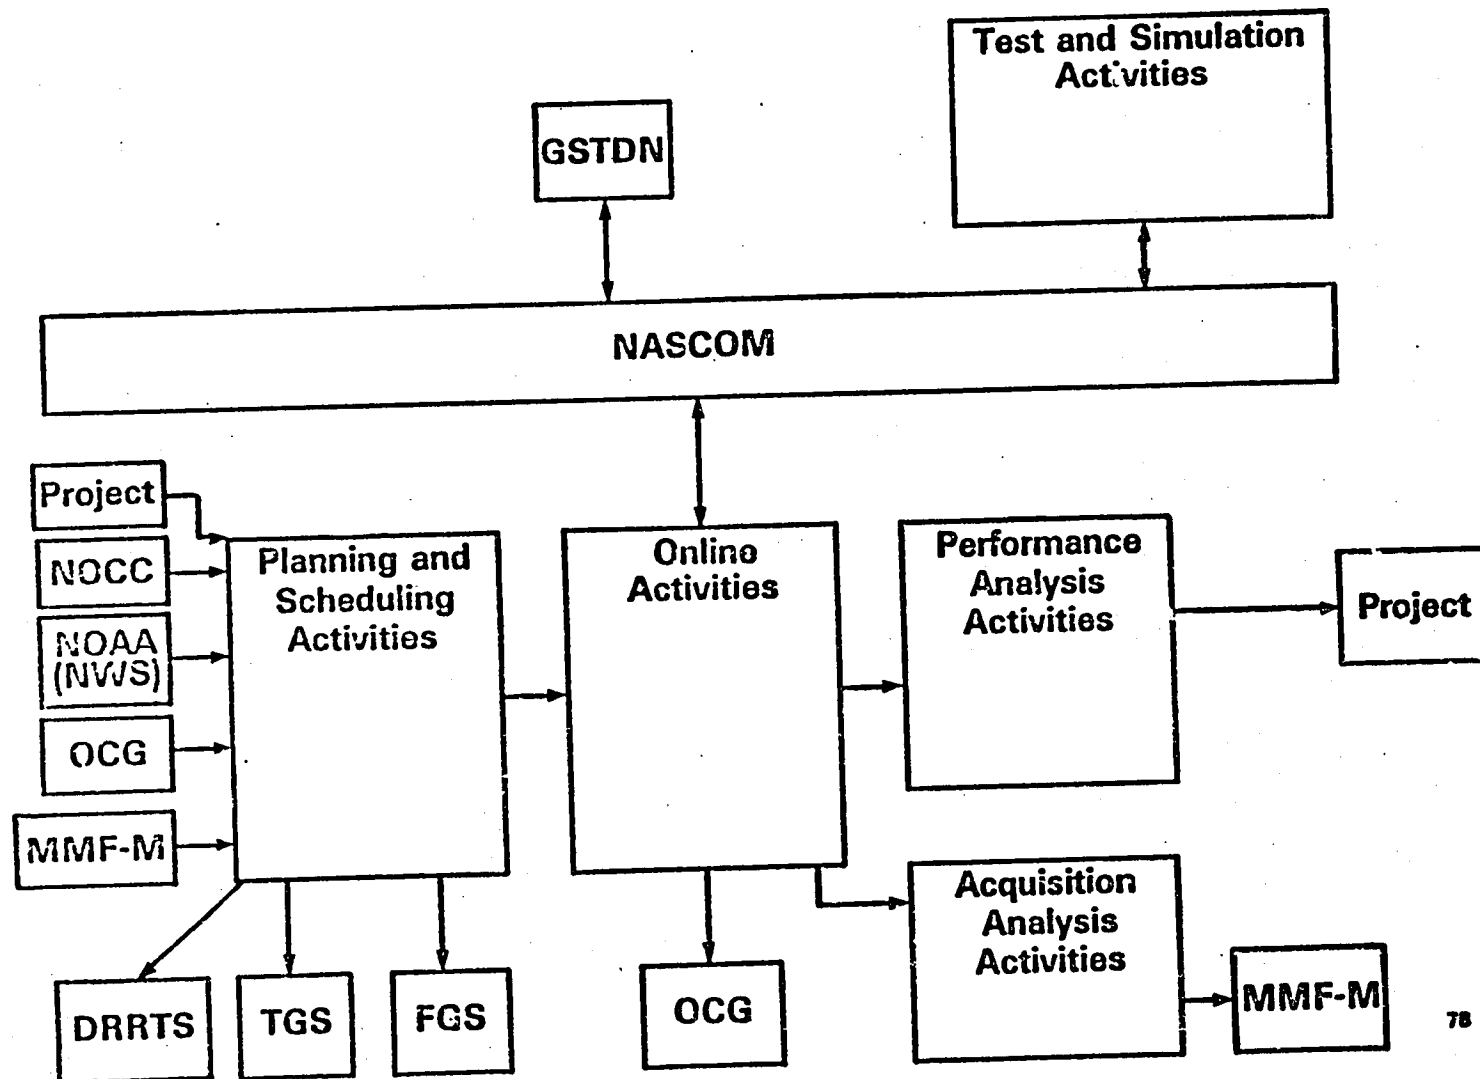 Test and Simulation
Activities
GSTDN
NASCOM
Project
NOCC
NOAA
(NWS)
OCG
MMF-M
Planning and
Scheduling
Activities
Online
Activities
Performance
Analysis
Activities
Project
Acquisition
Analysis
Activities
MMF-M
DRRTS
TGS
FGS
OCG
78